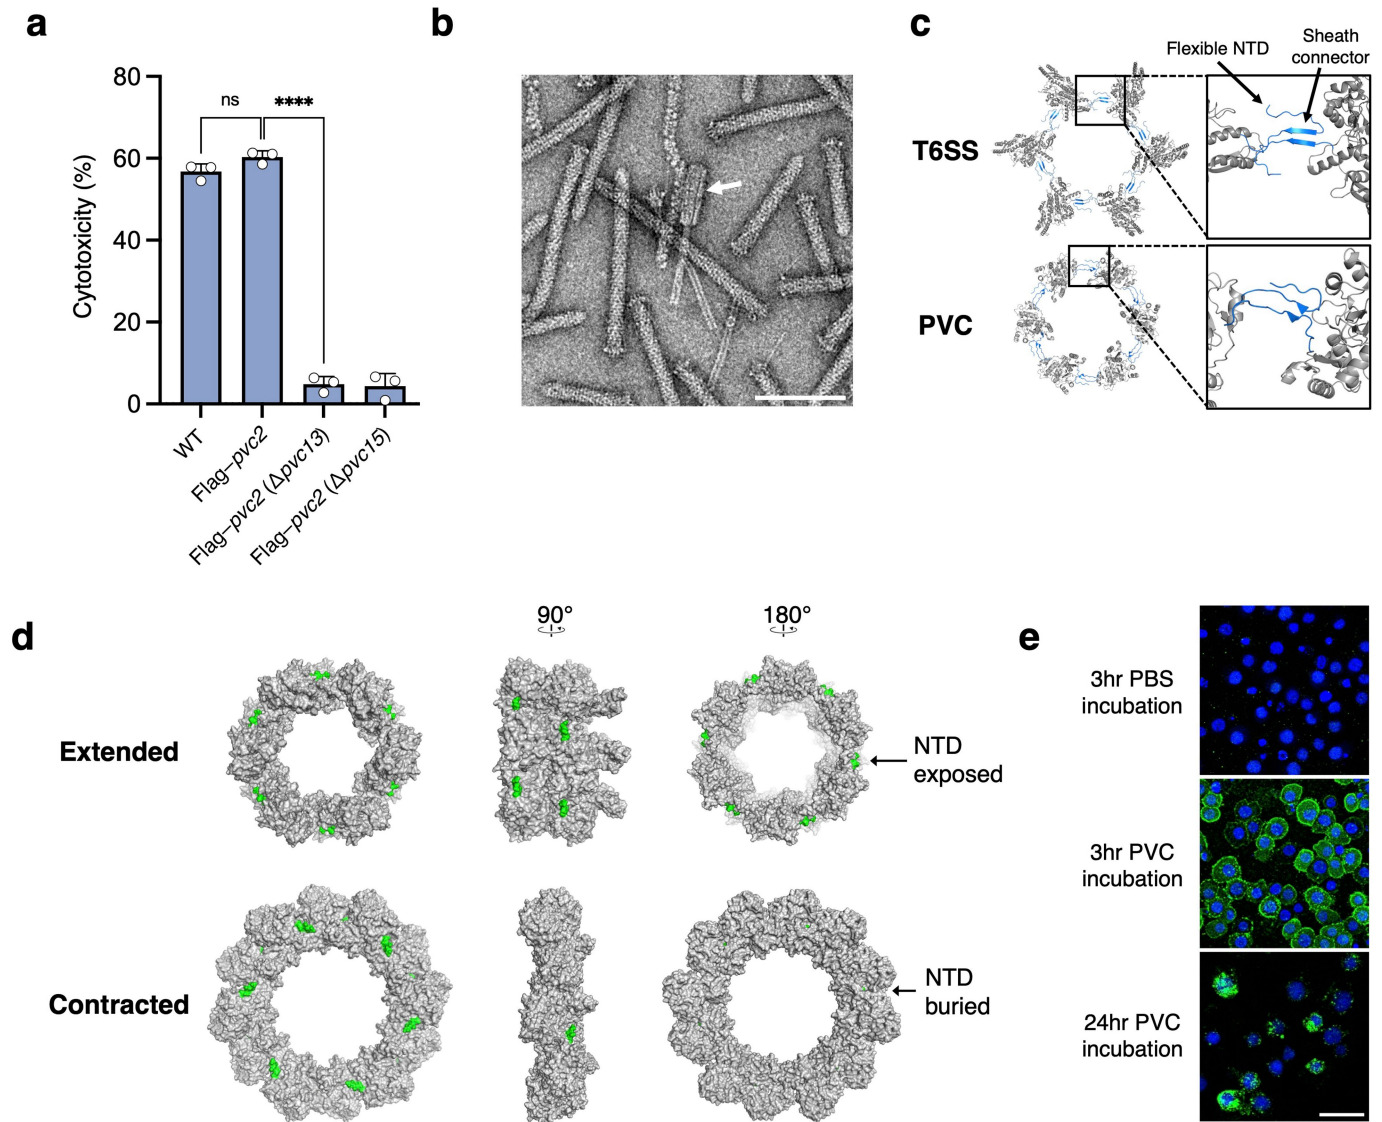 a
80
60
40
20
0
Cytotoxicity (%)
ns
****
WT
Flag–pvc2
Flag–pvc2 (Δpvc13)
Flag–pvc2 (Δpvc15)
b
c
Flexible NTD
Sheath
connector
T6SS
PVC
d
90°
180°
Extended
NTD
exposed
Contracted
NTD
buried
e
3hr PBS
incubation
3hr PVC
incubation
24hr PVC
incubation